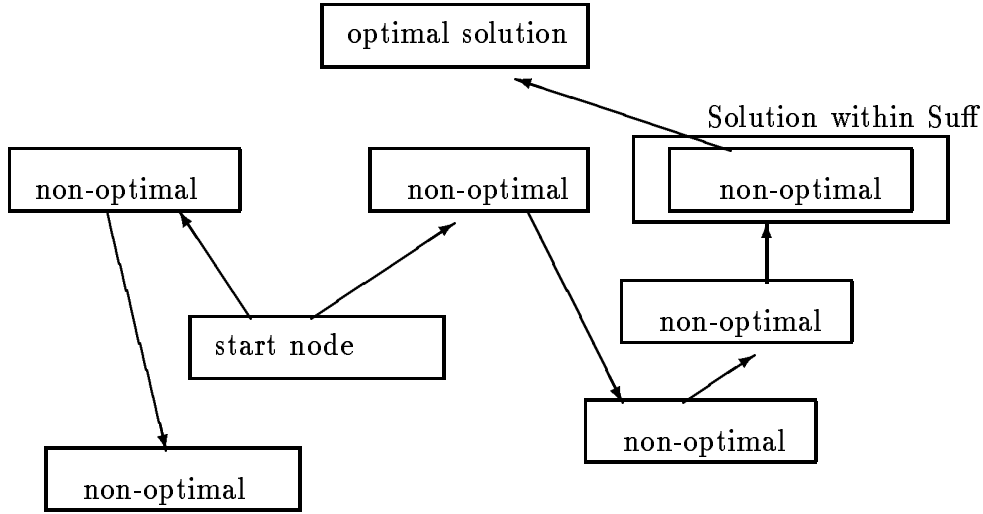 optimal solution
Solution within Suff
non-optimal
non-optimal
non-optimal
non-optimal
start node
non-optimal
non-optimal